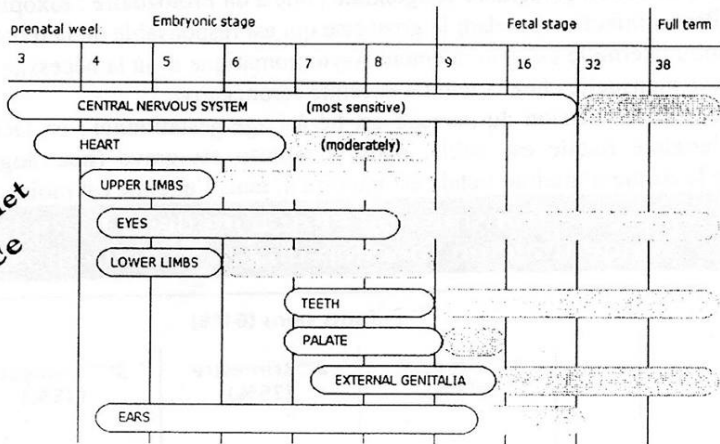 Embryonic stage Fetal stage Full term
prenatal week.
3 4 5 6 7 8 9 16 32 38
CENTRAL NERVOUS SYSTEM (most sensitive)
HEART (moderately)
UPPER LIMBS
EYES
LOWER LIMBS
TEETH
PALATE
EXTERNAL GENITALIA
EARS